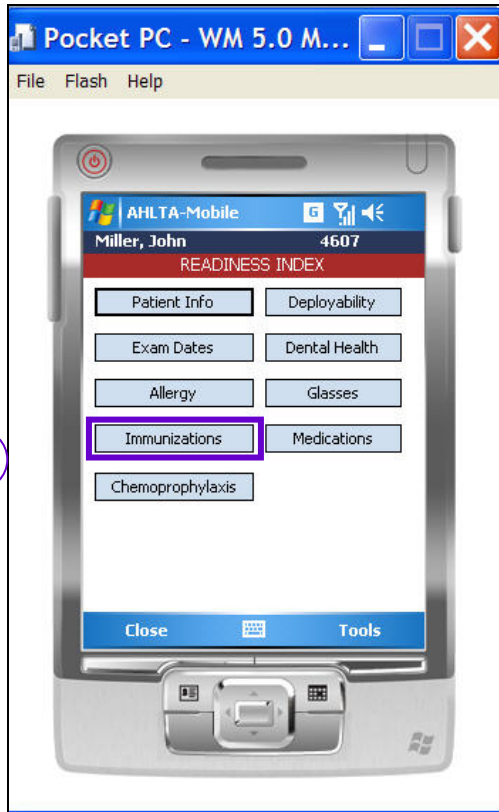 Pocket PC - WM 5.0 M...
File Flash Help
AHLTA-Mobile G
Miller, John 4607
READINESS INDEX
Patient Info Deployability
Exam Dates Dental Health
Allergy Glasses
Immunizations Medications
Chemoprophylaxis
Close Tools